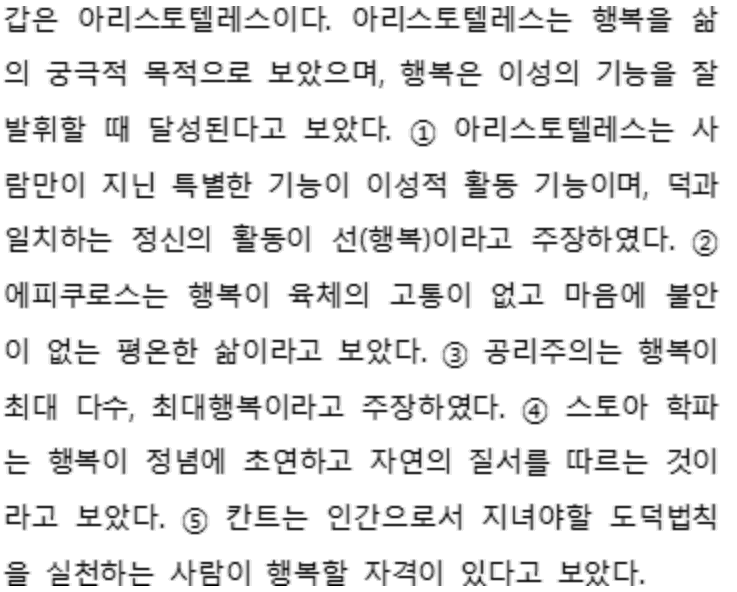 갑은 아리스토텔레스이다. 아리스토텔레스는 행복을 삶
의 궁극적 목적으로 보았으며, 행복은 이성의 기능을 잘
발휘할 때 달성된다고 보았다. ① 아리스토텔레스는 사
람만이 지닌 특별한 기능이 이성적 활동 기능이며, 덕과
일치하는 정신의 활동이 선(행복)이라고 주장하였다. ②
에피쿠로스는 행복이 육체의 고통이 없고 마음에 불안
이 없는 평온한 삶이라고 보았다. ③ 공리주의는 행복이
최대 다수, 최대행복이라고 주장하였다. ④ 스토아 학파
는 행복이 정념에 초연하고 자연의 질서를 따르는 것이
라고 보았다. ⑤ 칸트는 인간으로서 지녀야할 도덕법칙
을 실천하는 사람이 행복할 자격이 있다고 보았다.